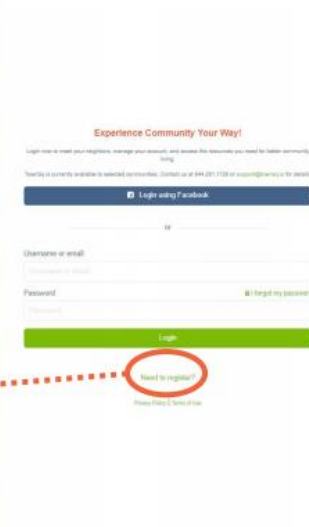 Experience Community Your Way!
Login now to meet your neighbors, manage your account, and access the resources you need for better community
living.
is currently available to selected communities. Contact us at for details
Login using Facebook
or
Username or email
Username or email
Password
I forgot my password
Password
Login
Need to register?
Privacy Policy & Terms of Use